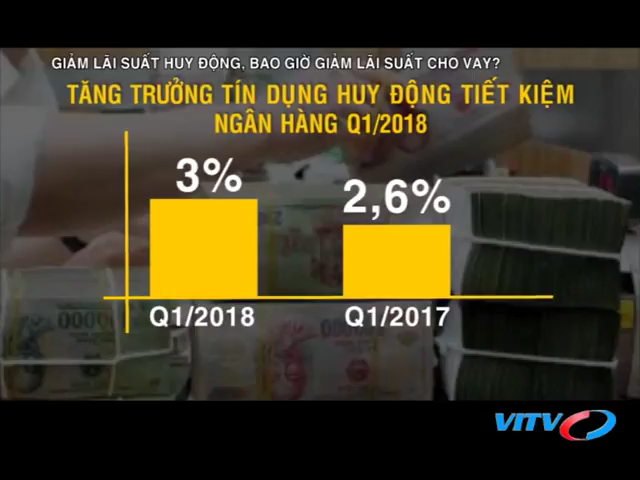 GIẢM LÃI SUẤT HUY ĐỘNG, BAO GIỜ GIẢM LÃI SUẤT CHO VAY?
TĂNG TRƯỞNG TÍN DỤNG HUY ĐỘNG TIẾT KIỆM
NGÂN HÀNG Q1/2018
3%
2,6%
Q1/2018
Q1/2017
VITV